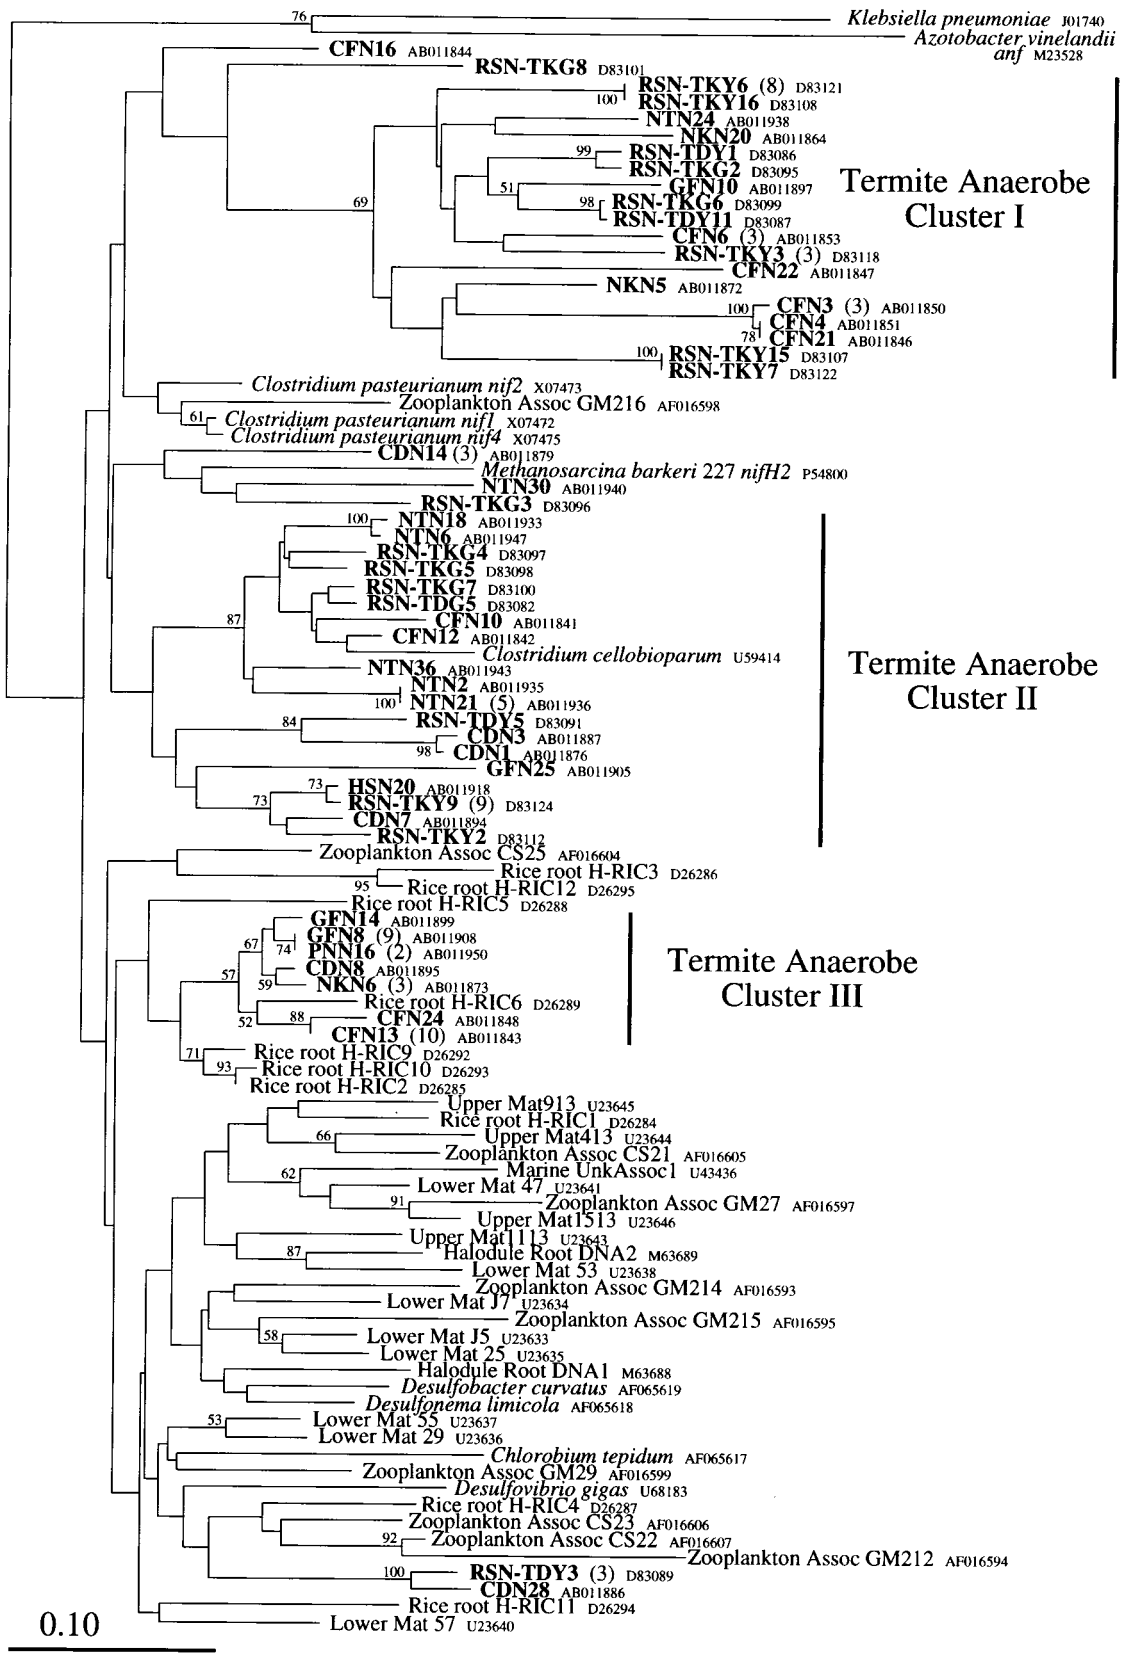 76
Klebsiella pneumoniae J01740
Azotobacter vinelandii
anf M23528
CFN16 AB011844
RSN-TKG8 D83101
RSN-TKY6 (8) D83121
100
RSN-TKY16 D83108
NTN24 AB011938
NKN20 AB011864
99
RSN-TDY1 D83086
RSN-TKG2 D83095
51
GFN10 AB011897
69
98
RSN-TKG6 D83099
RSN-TDY11 D83087
CFN6 (3) AB011853
RSN-TKY3 (3) D83118
CFN22 AB011847
NKN5 AB011872
100
CFN3 (3) AB011850
CFN4 AB011851
78
CFN21 AB011846
100
RSN-TKY15 D83107
RSN-TKY7 D83122
Termite Anaerobe
Cluster I
Clostridium pasteurianum nif2 X07473
Zooplankton Assoc GM216 AF016598
61
Clostridium pasteurianum nif1 X07472
Clostridium pasteurianum nif4 X07475
CDN14 (3) AB011879
Methanosarcina barkeri 227 nifH2 P54800
NTN30 AB011940
RSN-TKG3 D83096
100
NTN18 AB011933
NTN6 AB011947
RSN-TKG4 D83097
RSN-TKG5 D83098
RSN-TKG7 D83100
RSN-TDG5 D83082
87
CFN10 AB011841
CFN12 AB011842
Clostridium cellobioparum U59414
NTN36 AB011943
NTN2 AB011935
100
NTN21 (5) AB011936
84
RSN-TDY5 D83091
CDN3 AB011887
98
CDN1 AB011876
GFN25 AB011905
73
HSN20 AB011918
73
RSN-TKY9 (9) D83124
CDN7 AB011894
RSN-TKY2 D83112
Termite Anaerobe
Cluster II
Zooplankton Assoc CS25 AF016604
Rice root H-RIC3 D26286
95
Rice root H-RIC12 D26295
Rice root H-RIC5 D26288
GFN14 AB011899
67
GFN8 (9) AB011908
74
PNN16 (2) AB011950
57
CDN8 AB011895
59
NKN6 (3) AB011873
Rice root H-RIC6 D26289
52
88
CFN24 AB011848
CFN13 (10) AB011843
Termite Anaerobe
Cluster III
71
Rice root H-RIC9 D26292
93
Rice root H-RIC10 D26293
Rice root H-RIC2 D26285
Upper Mat913 U23645
Rice root H-RIC1 D26284
66
Upper Mat413 U23644
Zooplankton Assoc CS21 AF016605
62
Marine UnkAssoc1 U43436
Lower Mat 47 U23641
91
Zooplankton Assoc GM27 AF016597
Upper Mat1513 U23646
Upper Mat1113 U23643
87
Halodule Root DNA2 M63689
Lower Mat 53 U23638
Zooplankton Assoc GM214 AF016593
Lower Mat J7 U23634
Zooplankton Assoc GM215 AF016595
58
Lower Mat J5 U23633
Lower Mat 25 U23635
Halodule Root DNA1 M63688
Desulfobacter curvatus AF065619
Desulfonema limicola AF065618
53
Lower Mat 55 U23637
Lower Mat 29 U23636
Chlorobium tepidum AF065617
Zooplankton Assoc GM29 AF016599
Desulfovibrio gigas U68183
Rice root H-RIC4 D26287
Zooplankton Assoc CS23 AF016606
92
Zooplankton Assoc CS22 AF016607
Zooplankton Assoc GM212 AF016594
100
RSN-TDY3 (3) D83089
CDN28 AB011886
Rice root H-RIC11 D26294
Lower Mat 57 U23640
0.10